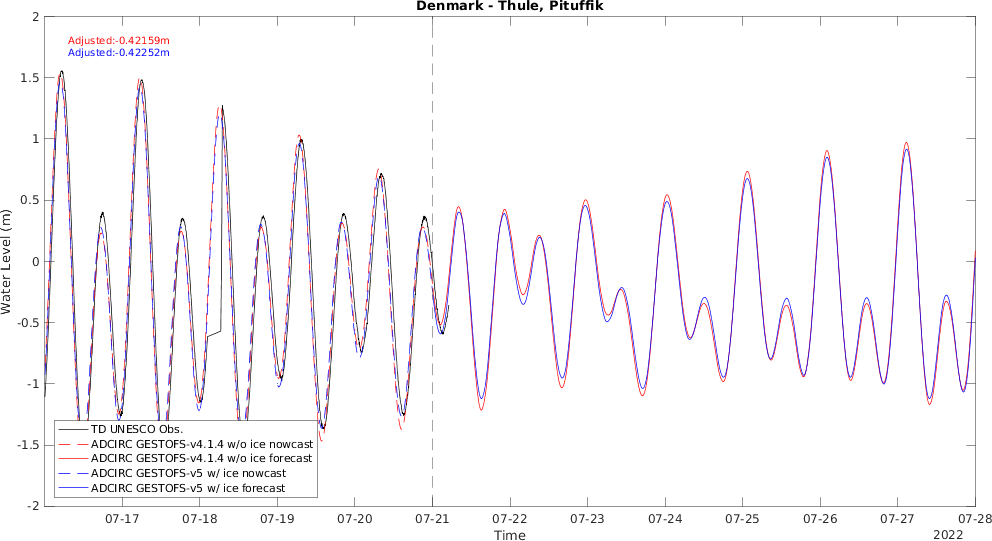 Denmark - Thule, Pituffik
Adjusted:-0.42159m
Adjusted:-0.42252m
2
1.5
1
0.5
0
-0.5
-1
-1.5
-2
Water Level (m)
TD UNESCO Obs.
ADCIRC GESTOFS-v4.1.4 w/o ice nowcast
ADCIRC GESTOFS-v4.1.4 w/o ice forecast
ADCIRC GESTOFS-v5 w/ ice nowcast
ADCIRC GESTOFS-v5 w/ ice forecast
07-17 07-18 07-19 07-20 07-21 07-22 07-23 07-24 07-25 07-26 07-27 07-28
Time
2022